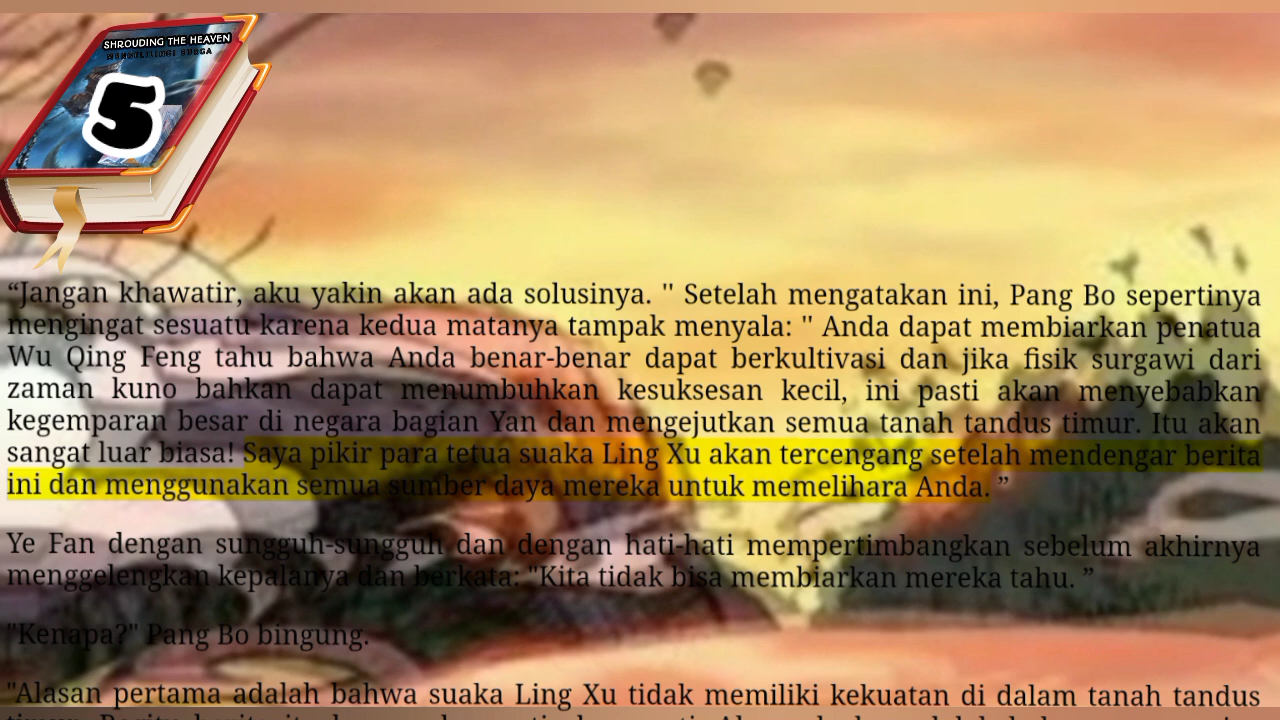 SHROUDING THE HEAVEN
5
“Jangan khawatir, aku yakin akan ada solusinya. '' Setelah mengatakan ini, Pang Bo sepertinya
mengingat sesuatu karena kedua matanya tampak menyala: '' Anda dapat membiarkan penatua
Wu Qing Feng tahu bahwa Anda benar-benar dapat berkultivasi dan jika fisik surgawi dari
zaman kuno bahkan dapat menumbuhkan kesuksesan kecil, ini pasti akan menyebabkan
kegemparan besar di negara bagian Yan dan mengejutkan semua tanah tandus timur. Itu akan
sangat luar biasa! Saya pikir para tetua suaka Ling Xu akan tercengang setelah mendengar berita
ini dan menggunakan semua sumber daya mereka untuk memelihara Anda. ”
Ye Fan dengan sungguh-sungguh dan dengan hati-hati mempertimbangkan sebelum akhirnya
menggelengkan kepalanya dan berkata: "Kita tidak bisa membiarkan mereka tahu. ”
"Kenapa?" Pang Bo bingung.
"Alasan pertama adalah bahwa suaka Ling Xu tidak memiliki kekuatan di dalam tanah tandus